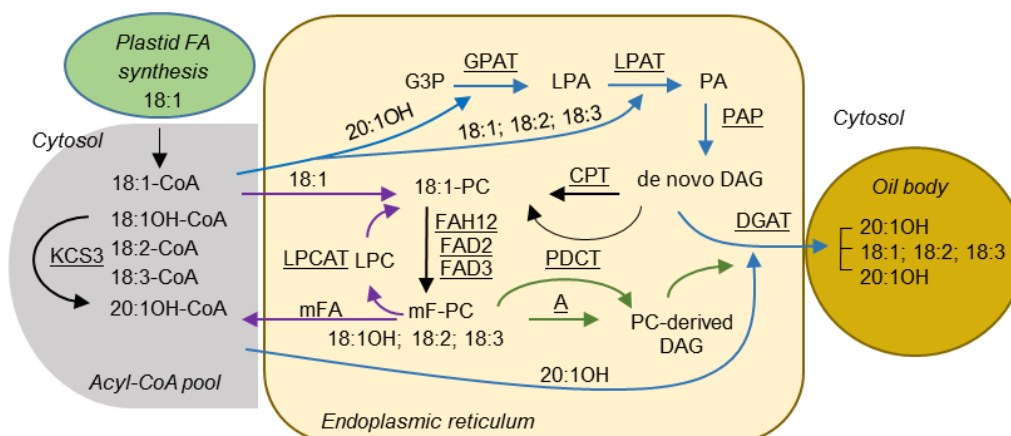 Plastid FA
synthesis
18:1
Cytosol
18:1-CoA
18:1OH-CoA
KCS3
18:2-CoA
18:3-CoA
20:1OH-CoA
Acyl-CoA pool
G3P
GPAT
LPA
LPAT
PA
20:1OH
18:1; 18:2; 18:3
PAP
18:1
18:1-PC
CPT
de novo DAG
FAH12
FAD2
FAD3
LPCAT
LPC
PDCT
DGAT
mFA
mF-PC
A
PC-derived
DAG
18:1OH; 18:2; 18:3
20:1OH
Endoplasmic reticulum
Cytosol
Oil body
20:1OH
18:1; 18:2; 18:3
20:1OH